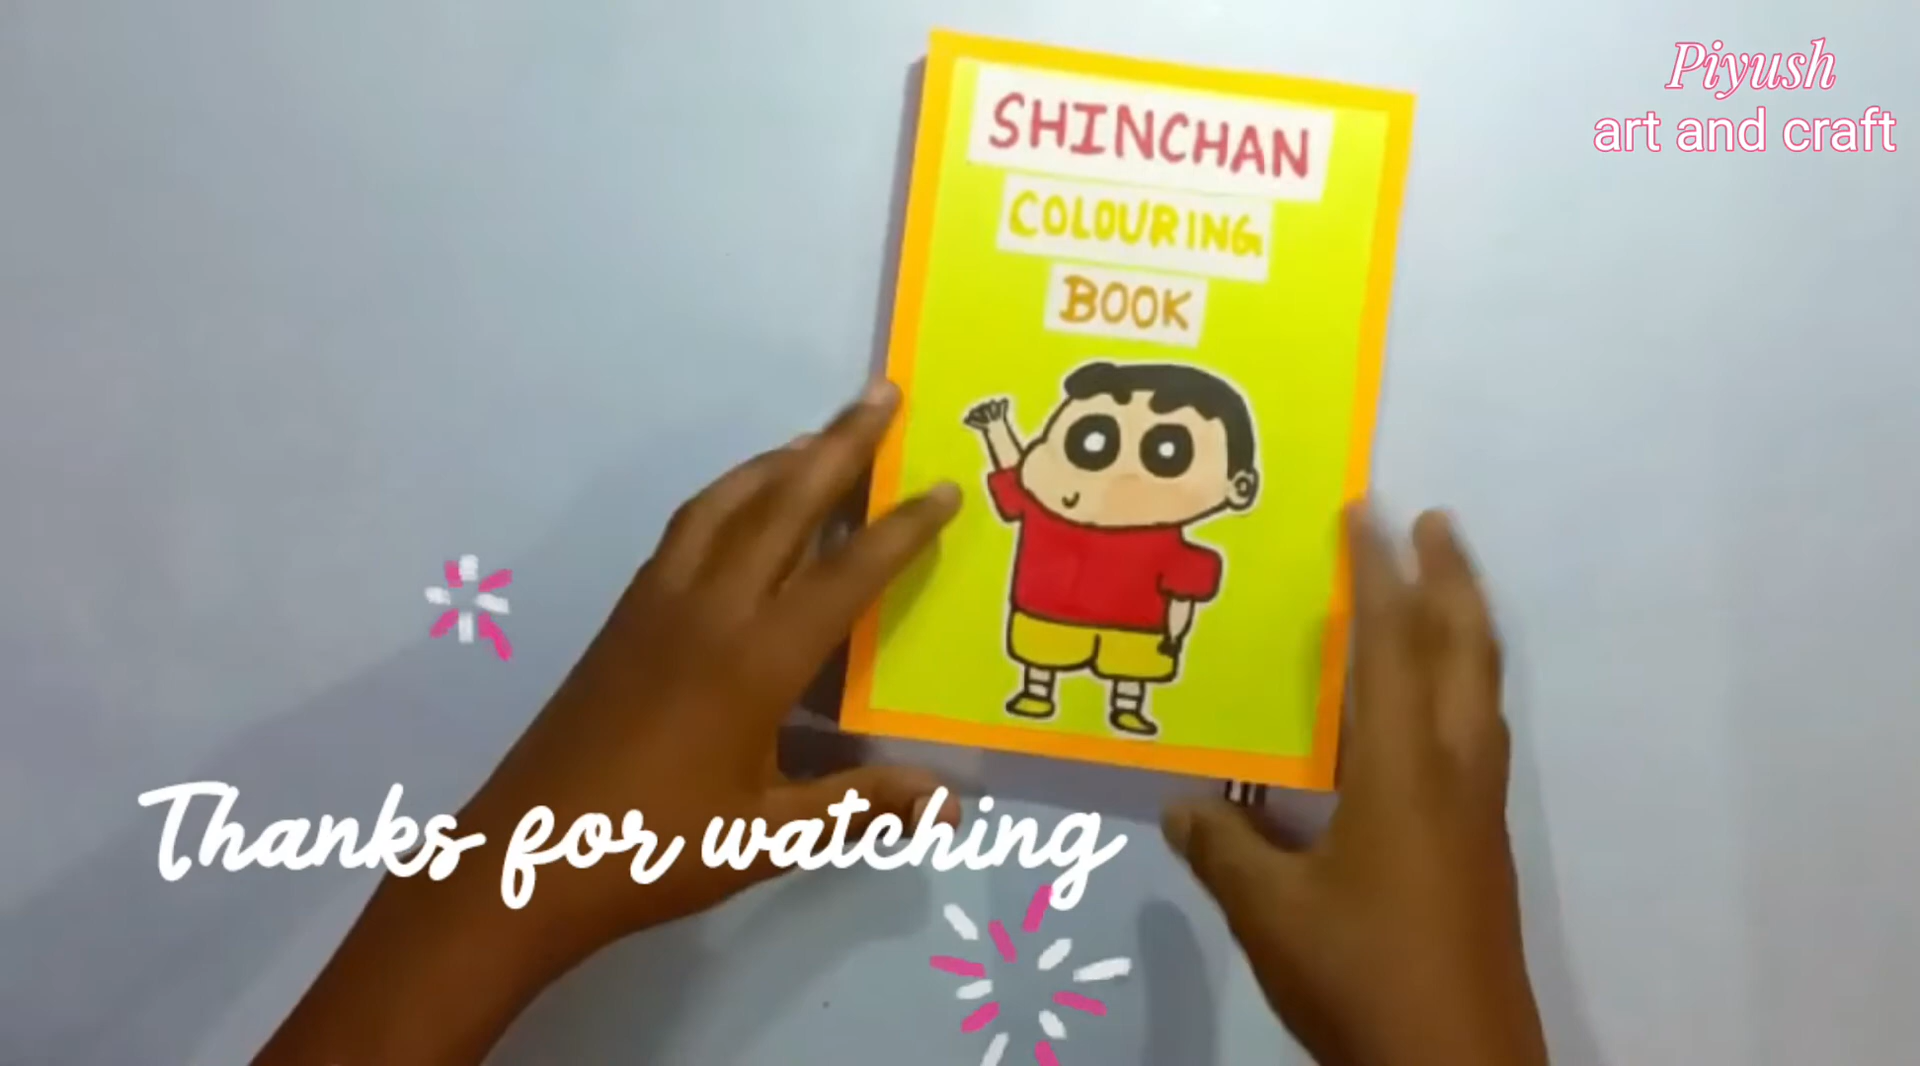 Piyush
art and craft
SHINCHAN
COLOURING
BOOK
Thanks for watching